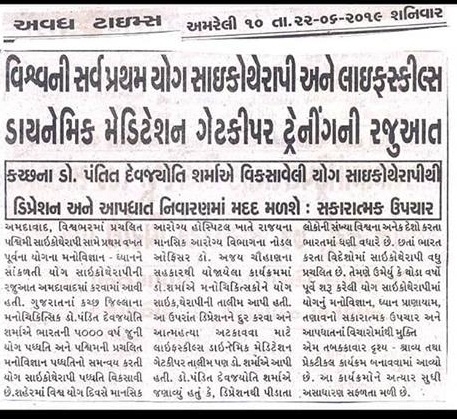 અવધ ટાઇમ્સ
અમરેલી ૧૦ તા.૨૨-૦૬-૨૦૧૯ શનિવાર
વિશ્વની સર્વ પ્રથમ યોગ સાઇકોથેરાપી અને લાઇફસ્કીલ્સ
ડાયનેમિક મેડિટેશન ગેટકીપર ટ્રેનીંગની રજુઆત
કચ્છના ડો. પંતિત દેવજ્યોતિ શર્માએ વિકસાવેલી યોગ સાઇકોથેરાપીથી
ડિપ્રેશન અને આપઘાત નિવારણમાં મદદ મળશે : સકારાત્મક ઉપચાર
અમદાવાદ, વિશ્વભરમાં પ્રચલિત
પશ્ચિમી સાઇકોથેરાપી સામે પ્રથમ વખત
પૂર્વના યોગના મનોવિજ્ઞાન - ધ્યાનને
સાંકળતી યોગ સાઇકોથેરાપીની
રજુઆત અમદાવાદમાં કરવામાં આવી
હતી. ગુજરાતનાં કચ્છ જિલ્લાના
મનોચિકિત્સિક ડો.પંડિત દેવજ્યોતિ
શર્માએ ભારતની ૫૦૦૦ વર્ષ જુની
યોગ પધ્ધતિ અને પશ્ચિમની પ્રચલિત
મનોવિજ્ઞાન પધ્ધતિનો સમન્વય કરતી
યોગ સાઇકોથેરાપી પધ્ધતિ વિકસાવી
છે.શહેરમાં વિશ્વ યોગ દિવસે માનસિક
આરોગ્ય હોસ્પિટલ ખાતે રાજ્યના
માનસિક આરોગ્ય વિભાગના નોડલ
ઓફિસર ડો. અજય ચૌહાણના
સહકારથી યોજાયેલા કાર્યક્રમમાં
ડો.શર્માએ મનોચિકિત્સકોને યોગ
સાઇકથેરાપીની તાલીમ આપી હતી.
આ ઉપરાંત ડિપ્રેશનને દુર કરવા અને
આત્મહત્યા અટકાવવા માટે
લાઇફસ્કીલ્સ ડાઇનેમિક મેડિટેશન
ગેટકીપર તાલીમ પણ ડો.શર્માએ આપી
હતી. ડો.પંડિત દેવજ્યોતિ શર્માએ
જણાવ્યું હતું કે, ડિપ્રેશનથી પીડાતા
લોકોની સંખ્યા વિશ્વના અનેક દેશો કરતા
ભારતમાં ઘણી વધારે છે. છતાં ભારત
કરતા વિદેશોમાં સાઇકોથેરાપી વધુ
પ્રચલિત છે. તેમણે ઉમેર્યું કે થોડા વર્ષો
પૂર્વે શરૂ કરેલી યોગ સાઇકોથેરાપીમાં
યોગનું મનોવિજ્ઞાન, ધ્યાન પ્રાણાયામ,
તણાવનો સકારાત્મક ઉપચાર અને
આપઘાતનાં વિચારોમાંથી મુક્તિ
એમ તબક્કાવાર દૃશ્ય - શ્રાવ્ય તથા
પ્રેક્ટીકલ કાર્યક્રમ બનાવવામાં આવ્યો
છે. આ કાર્યક્રમોને અત્યાર સુધી
અસાધારણ સફળતા મળી છે.